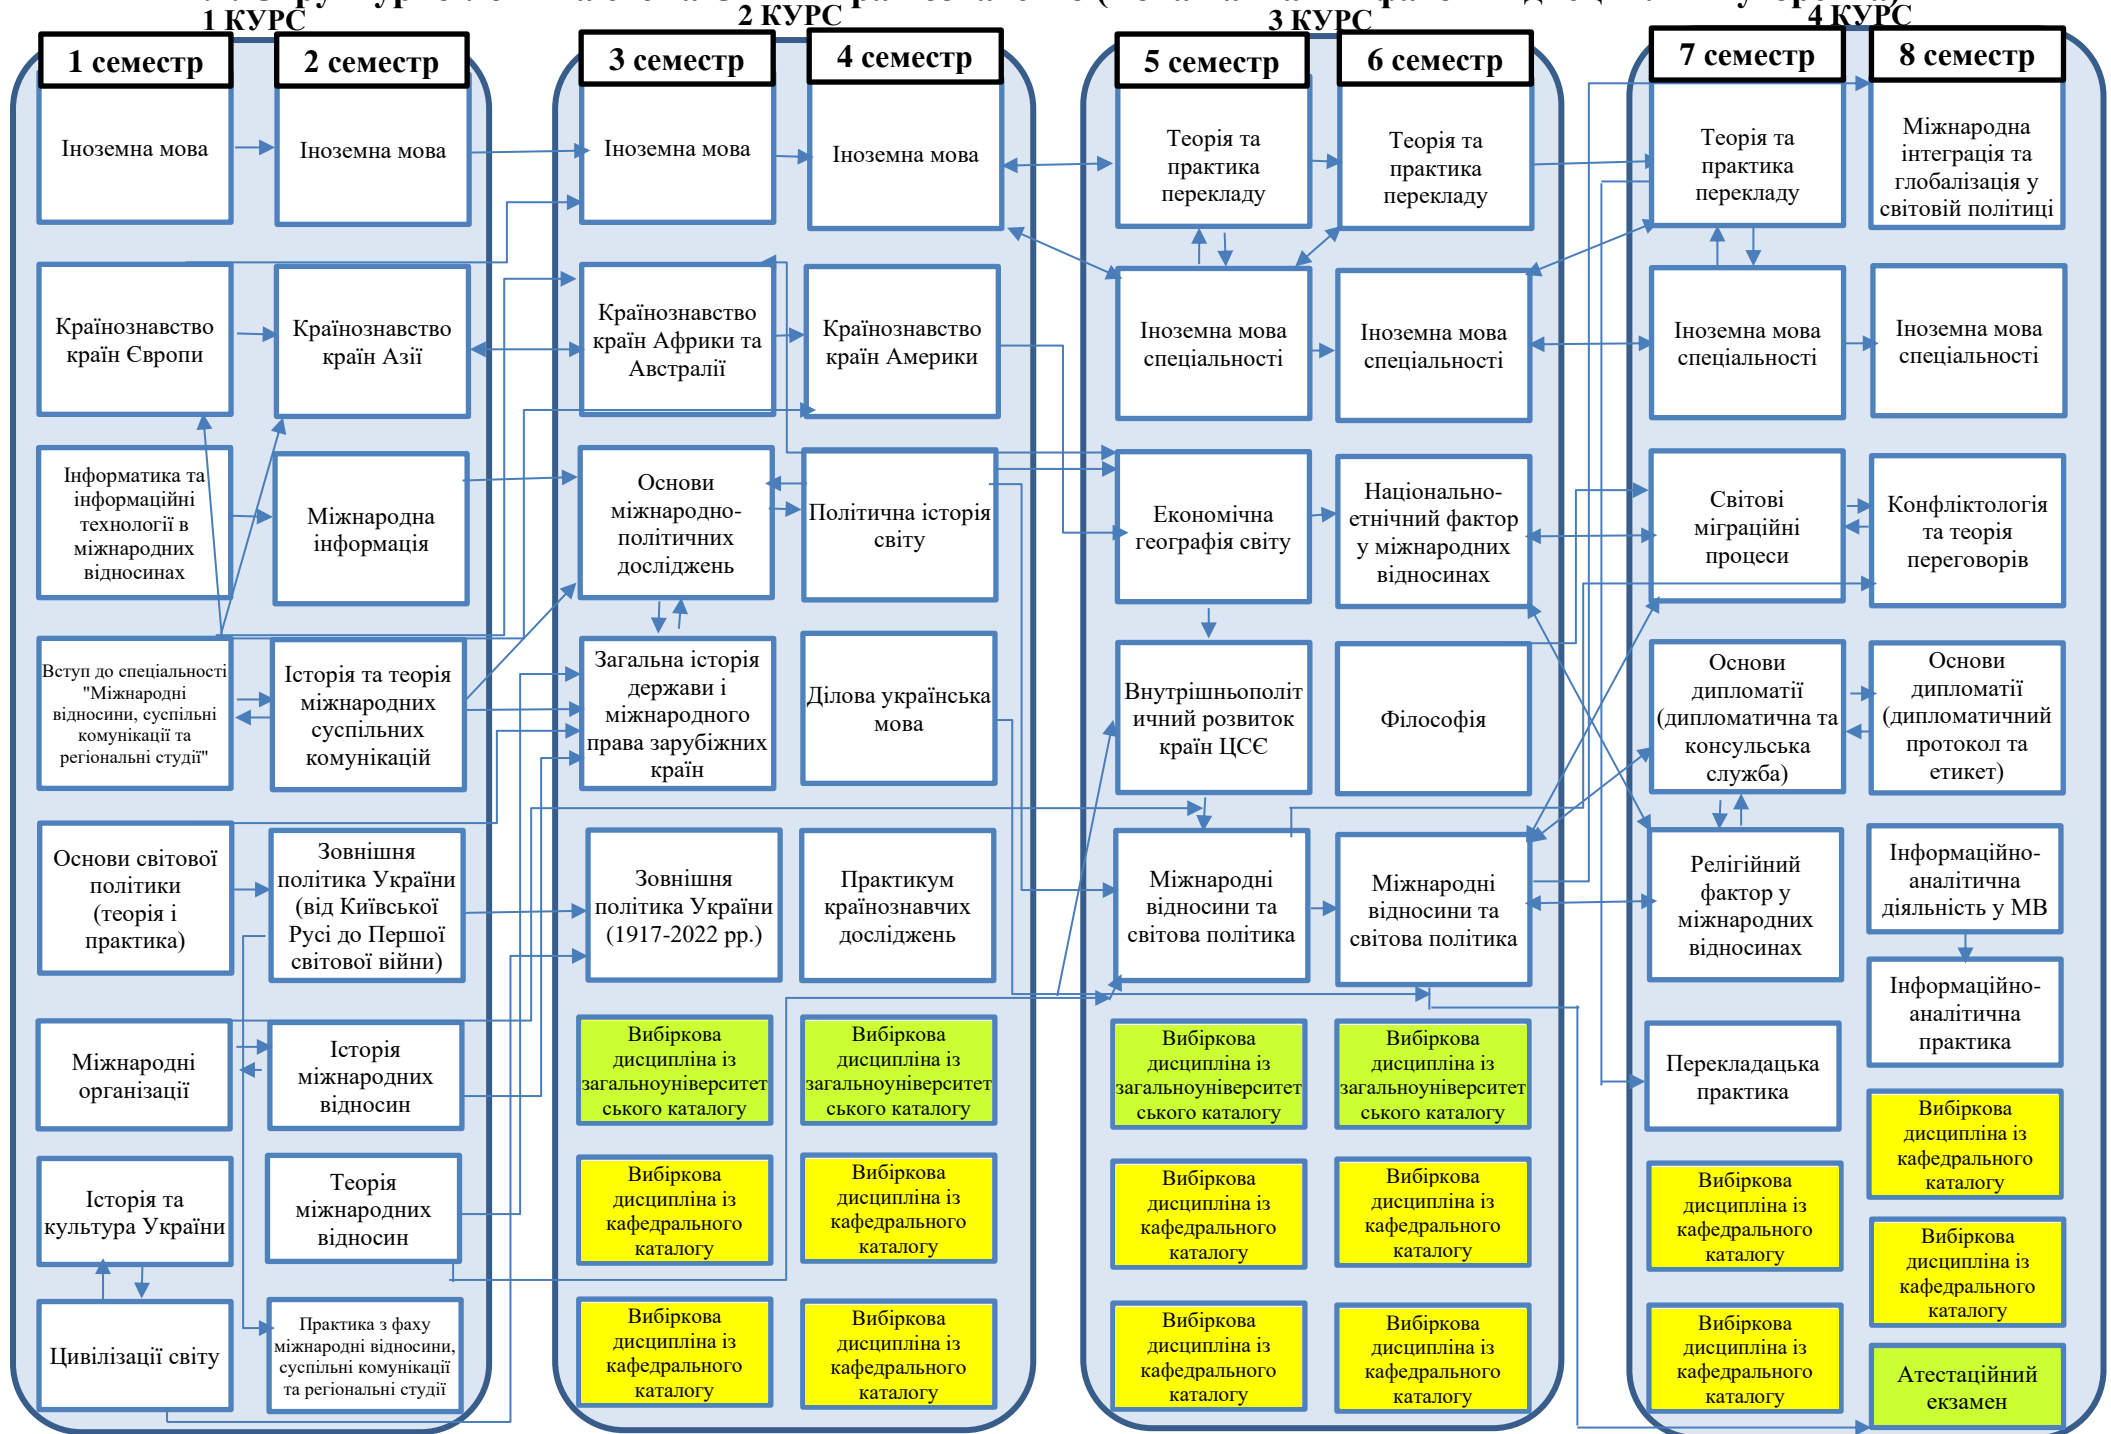 1 КУРС
2 КУРС
3 КУРС
4 КУРС
1 семестр
2 семестр
3 семестр
4 семестр
5 семестр
6 семестр
7 семестр
8 семестр
Іноземна мова
Іноземна мова
Іноземна мова
Іноземна мова
Теорія та
практика
перекладу
Теорія та
практика
перекладу
Теорія та
практика
перекладу
Міжнародна
інтеграція та
глобалізація у
світовій політиці
Країнознавство
країн Європи
Країнознавство
країн Азії
Країнознавство
країн Африки та
Австралії
Країнознавство
країн Америки
Іноземна мова
спеціальності
Іноземна мова
спеціальності
Іноземна мова
спеціальності
Іноземна мова
спеціальності
Інформатика та
інформаційні
технології в
міжнародних
відносинах
Міжнародна
інформація
Основи
міжнародно-
політичних
досліджень
Політична історія
світу
Економічна
географія світу
Національно-
етнічний фактор
у міжнародних
відносинах
Світові
міграційні
процеси
Конфліктологія
та теорія
переговорів
Вступ до спеціальності
"Міжнародні
відносини, суспільні
комунікації та
регіональні студії"
Історія та теорія
міжнародних
суспільних
комунікацій
Загальна історія
держави і
міжнародного
права зарубіжних
країн
Ділова українська
мова
Внутрішньополіт
ичний розвиток
країн ЦСЄ
Філософія
Основи
дипломатії
(дипломатична та
консульська
служба)
Основи
дипломатії
(дипломатичний
протокол та
етикет)
Основи світової
політики
(теорія і
практика)
Зовнішня
політика України
(від Київської
Русі до Першої
світової війни)
Зовнішня
політика України
(1917-2022 рр.)
Практикум
країнознавчих
досліджень
Міжнародні
відносини та
світова політика
Міжнародні
відносини та
світова політика
Релігійний
фактор у
міжнародних
відносинах
Інформаційно-
аналітична
діяльність у МВ
Інформаційно-
аналітична
практика
Міжнародні
організації
Історія
міжнародних
відносин
Вибіркова
дисципліна із
загальноуніверситет
ського каталогу
Вибіркова
дисципліна із
загальноуніверситет
ського каталогу
Вибіркова
дисципліна із
загальноуніверситет
ського каталогу
Вибіркова
дисципліна із
загальноуніверситет
ського каталогу
Перекладацька
практика
Вибіркова
дисципліна із
кафедрального
каталогу
Історія та
культура України
Теорія
міжнародних
відносин
Вибіркова
дисципліна із
кафедрального
каталогу
Вибіркова
дисципліна із
кафедрального
каталогу
Вибіркова
дисципліна із
кафедрального
каталогу
Вибіркова
дисципліна із
кафедрального
каталогу
Вибіркова
дисципліна із
кафедрального
каталогу
Вибіркова
дисципліна із
кафедрального
каталогу
Цивілізації світу
Практика з фаху
міжнародні відносини,
суспільні комунікації
та регіональні студії
Вибіркова
дисципліна із
кафедрального
каталогу
Вибіркова
дисципліна із
кафедрального
каталогу
Вибіркова
дисципліна із
кафедрального
каталогу
Вибіркова
дисципліна із
кафедрального
каталогу
Вибіркова
дисципліна із
кафедрального
каталогу
Атестаційний
екзамен